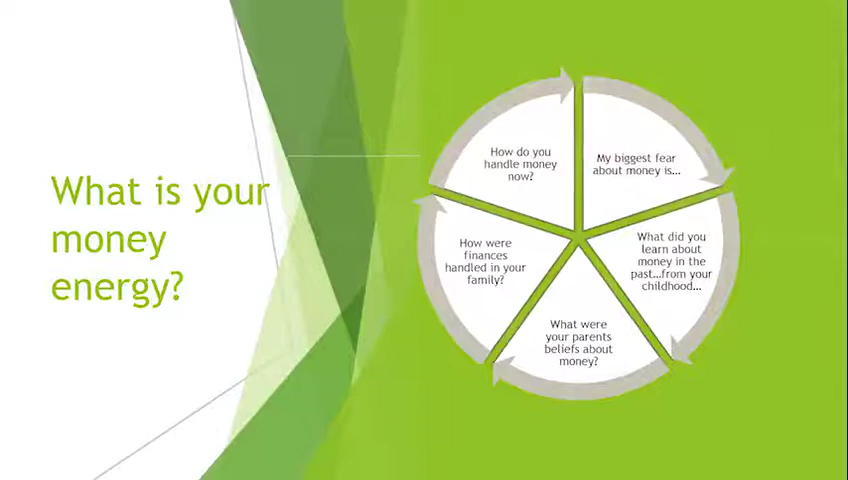 What is your
money
energy?
My biggest fear
about money is...
What did you
learn about
money in the
past...from your
childhood...
What were
your parents
beliefs about
money?
How were
finances
handled in your
family?
How do you
handle money
now?